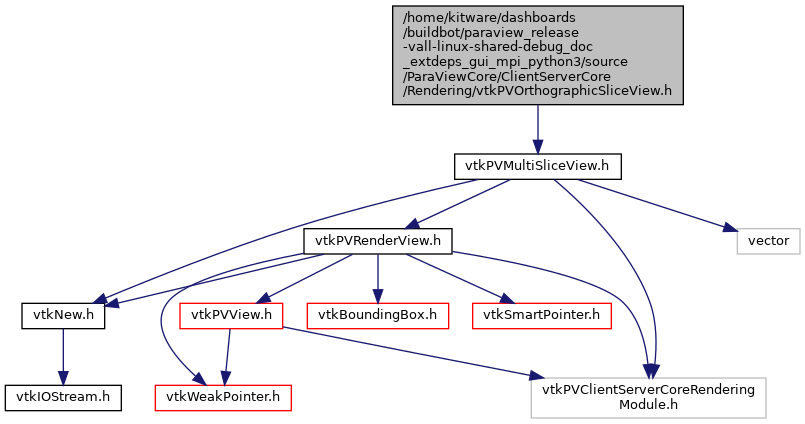 /home/kitware/dashboards
/buildbot/paraview_release
-vall-linux-shared-debug_doc
_extdeps_gui_mpi_python3/source
/ParaViewCore/ClientServerCore
/Rendering/vtkPVOrthographicSliceView.h
vtkPVMultiSliceView.h
vtkPVRenderView.h
vector
vtkNew.h
vtkPVView.h
vtkBoundingBox.h
vtkSmartPointer.h
vtkIOStream.h
vtkWeakPointer.h
vtkPVClientServerCoreRendering
Module.h